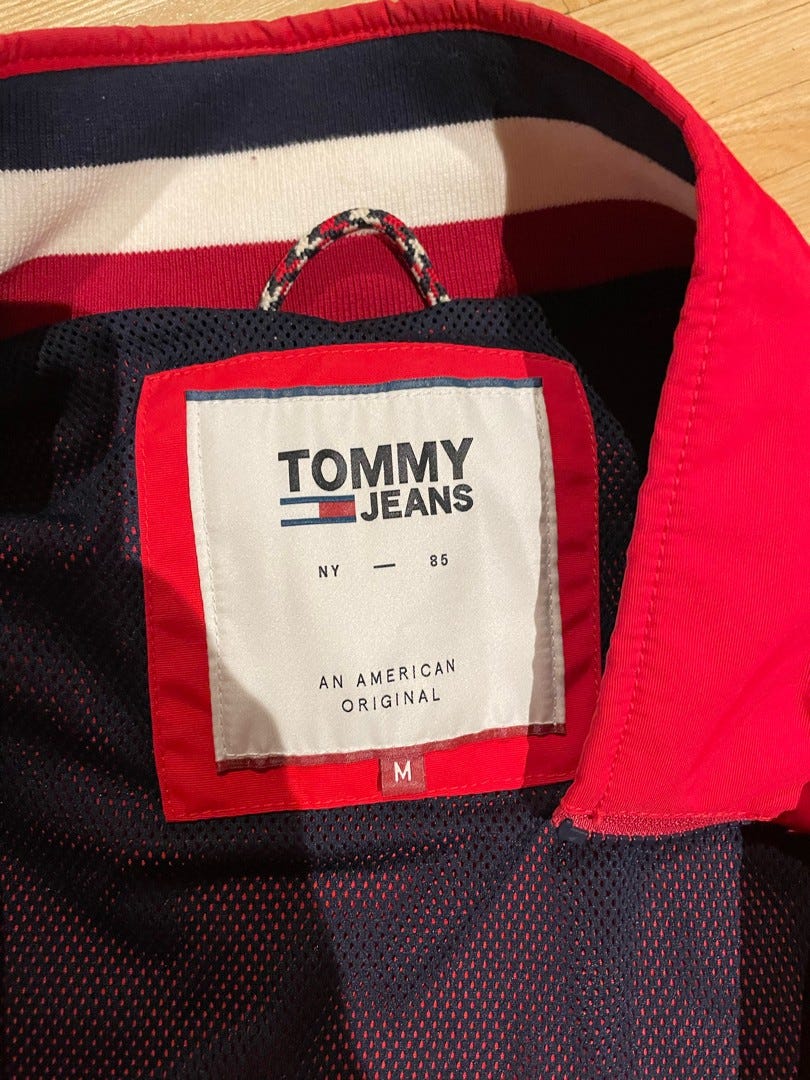 TOMMY
JEANS
NY — 85
AN AMERICAN
ORIGINAL
M